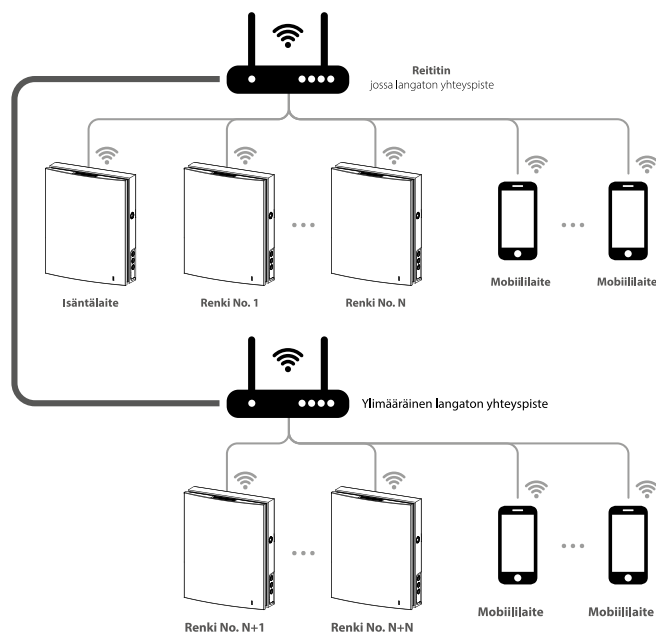 Reititin
jossa langaton yhteyspiste
Isäntälaite
Renki No. 1
Renki No. N
Mobiililaite
Mobiililaite
Ylimääräinen langaton yhteyspiste
Renki No. N+1
Renki No. N+N
Mobiililaite
Mobiililaite